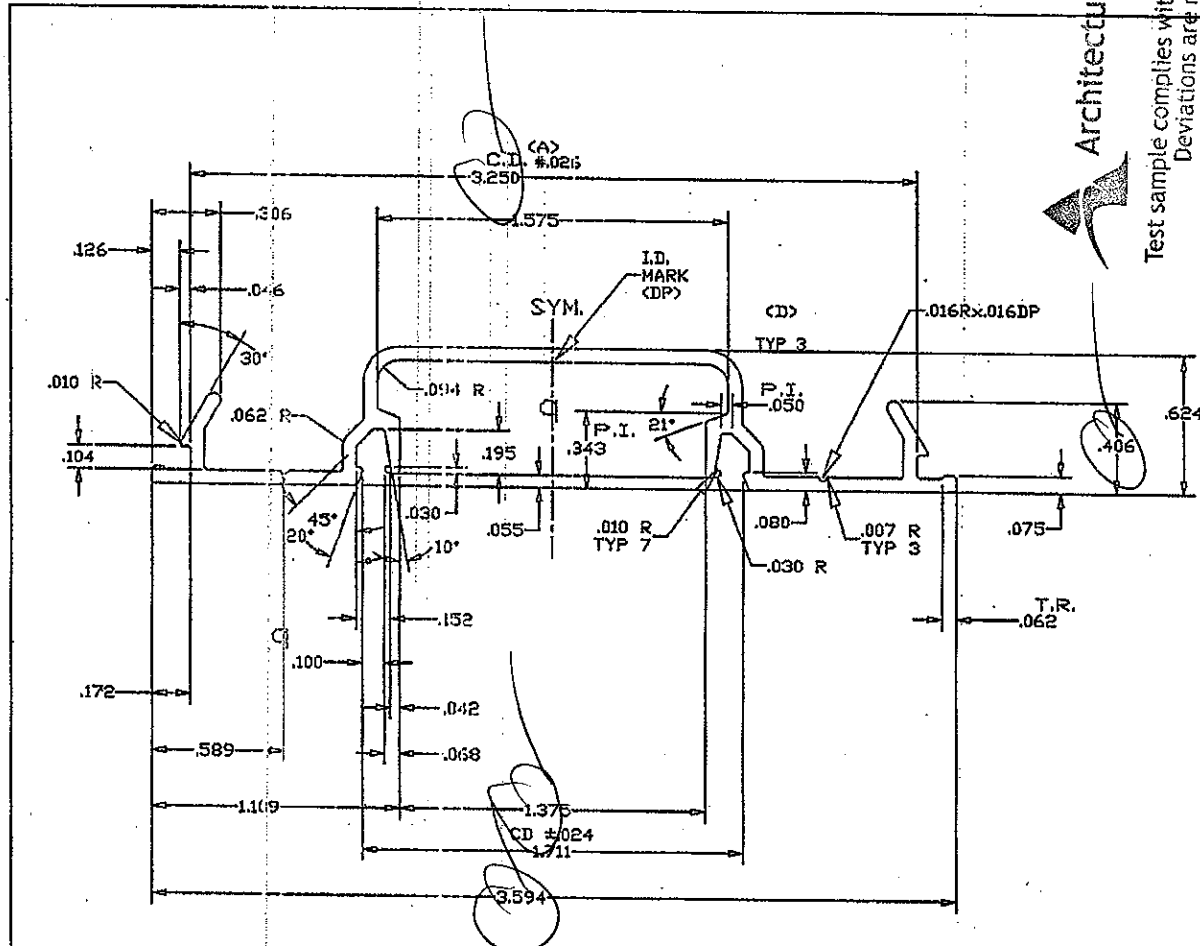 Architectu
Test sample complies wit
Deviations are
(A)
C.D. ±.026
3.250
.306
1.575
.126
I.D.
MARK
(DP)
.046
SYM.
(D)
TYP 3
.016Rx.016DP
30°
.010 R
.094 R
P.I.
.050
.062 R
21°
.624
P.I.
.343
.195
.406
.104
.030
.055
.010 R
TYP 7
.080
.007 R
TYP 3
.075
45°
20°
10°
.030 R
T.R.
.062
.152
.100
.172
.042
.068
.589
1.109
1.375
CD ±.024
1.711
3.594